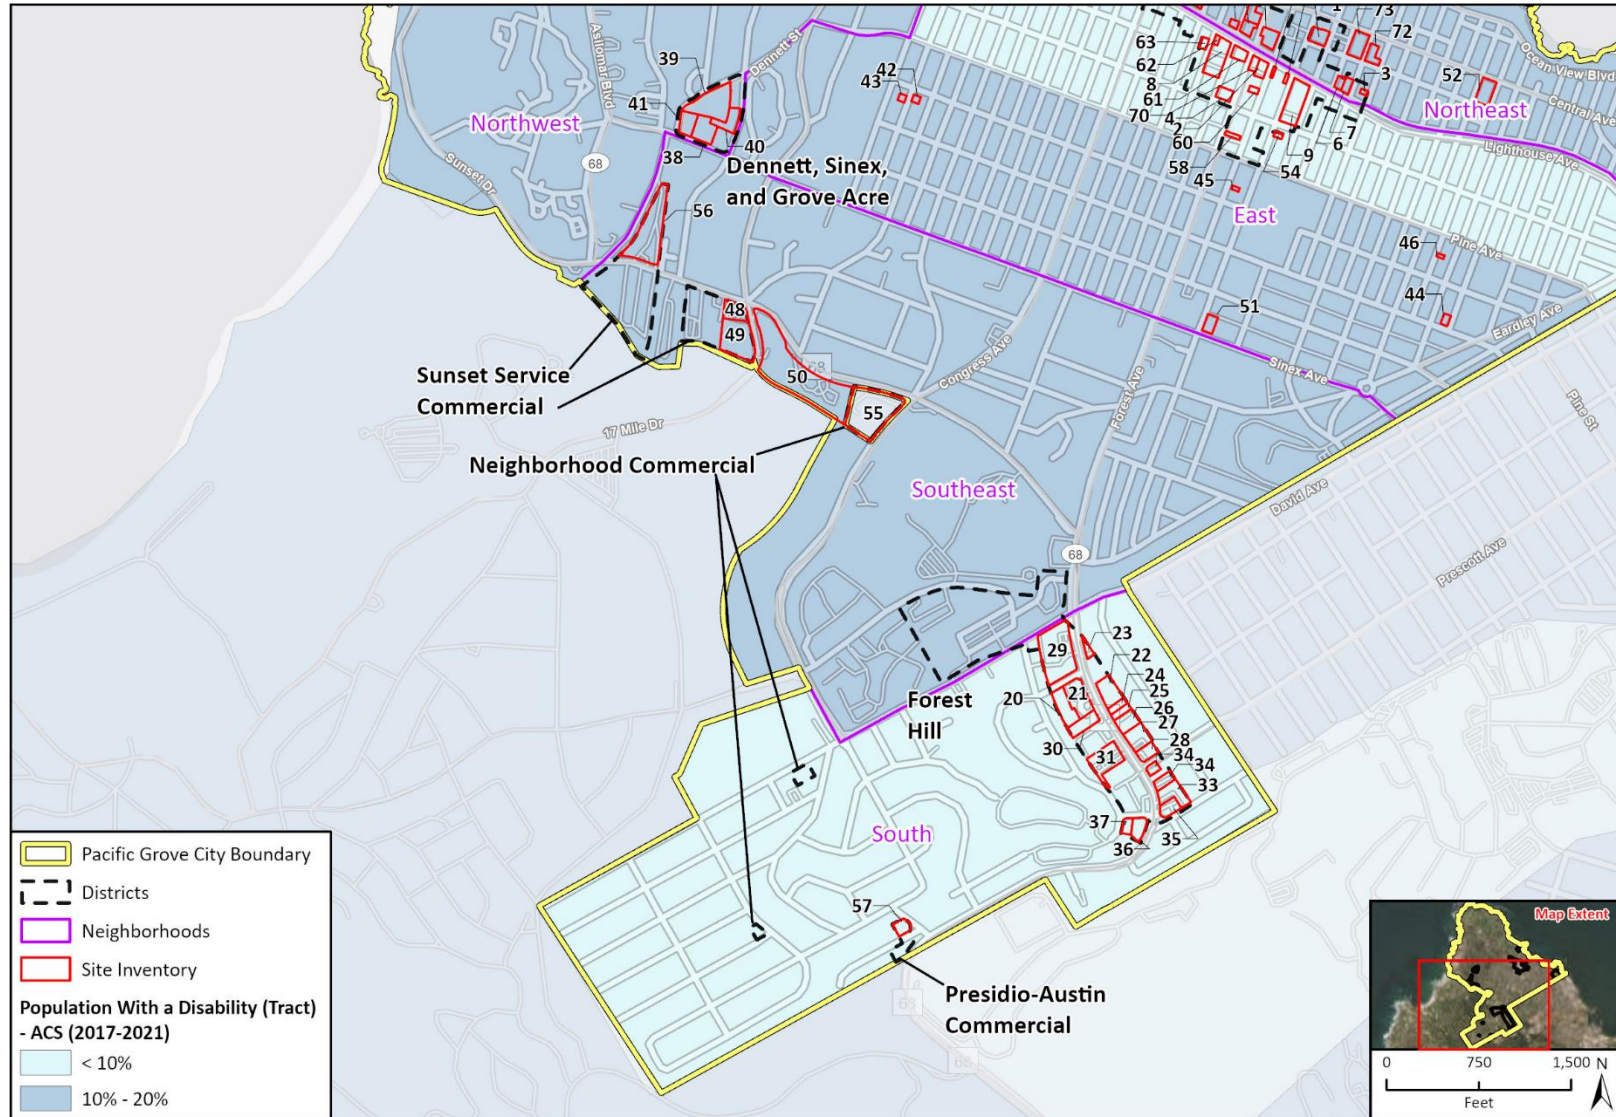 1
73
63
72
Ocean View Blvd
39
Dennett St
Asilomar Blvd
62
42
52
43
8
3
41
61
Central Ave
Northwest
70
Northeast
4
7
40
2
6
38
60
9
Lighthouse Ave
68
Sunset Dr
Dennett, Sinex,
and Grove Acre
58
54
45
56
East
Pine Ave
46
48
51
44
49
Eardley Ave
Congress Ave
Sinex Ave
Sunset Service
Commercial
68
50
Forest Ave
55
Pine St
17 Mile Dr
Neighborhood Commercial
Southeast
David Ave
68
Prescott Ave
29
23
22
24
20
21
25
Forest
Hill
26
27
30
28
31
34
34
33
37
South
35
36
Pacific Grove City Boundary
Districts
57
Map Extent
Neighborhoods
Site Inventory
Presidio-Austin
Commercial
68
68
Population With a Disability (Tract)
- ACS (2017-2021)
< 10%
10% - 20%
0 750 1,500
Feet
N